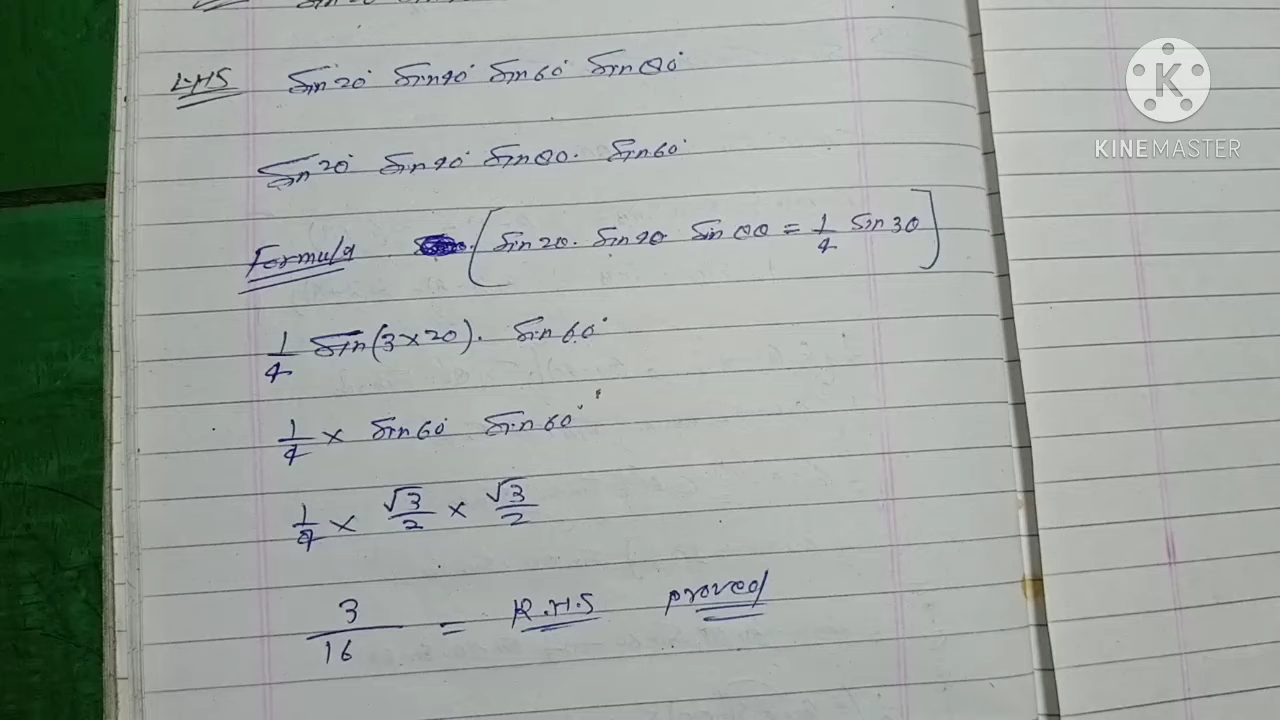 L.H.S sin20° sin40° sin60° sin80°
sin20° sin40° sin80. sin60°
Formula (sin20. sin40 sin80 = 1/4 sin30)
1/4 sin(3×20). sin60°
1/4 × sin60 sin60°
1/4 × √3/2 × √3/2
3/16 = R.H.S proved
K
KINEMASTER